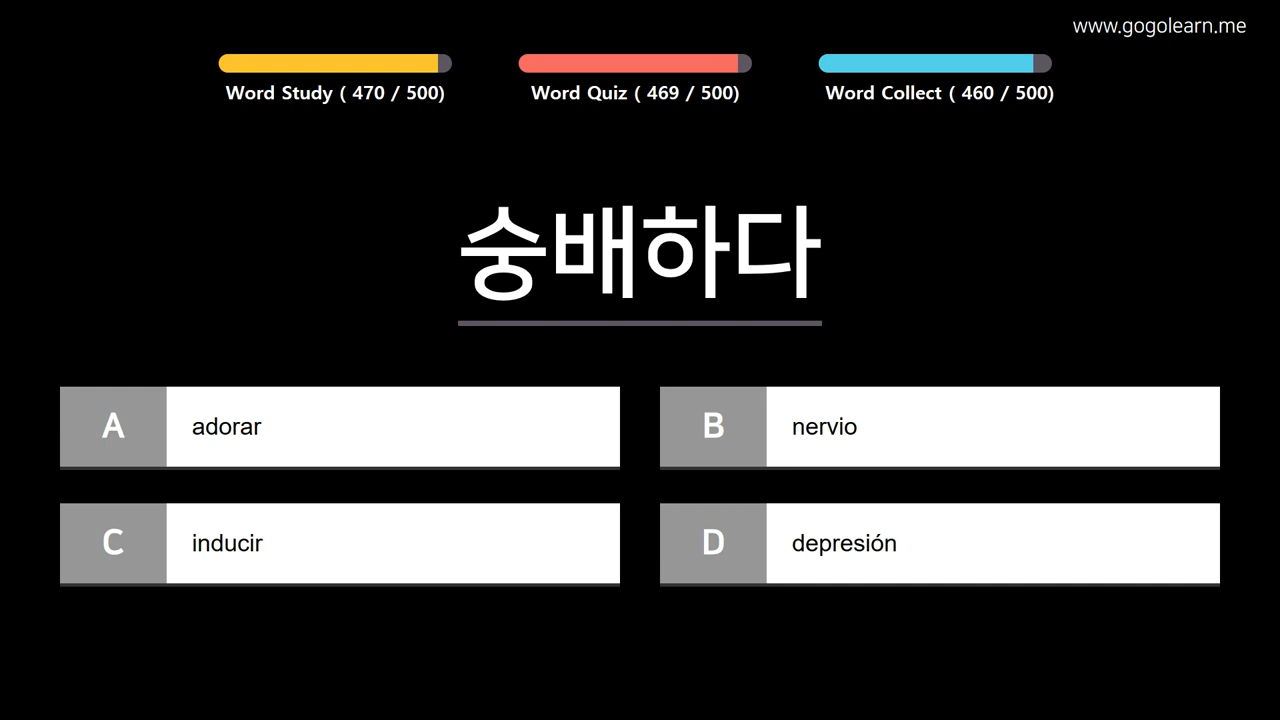 www.gogolearn.me
Word Study ( 470 / 500)
Word Quiz ( 469 / 500)
Word Collect ( 460 / 500)
숭배하다
A adorar
B nervio
C inducir
D depresión